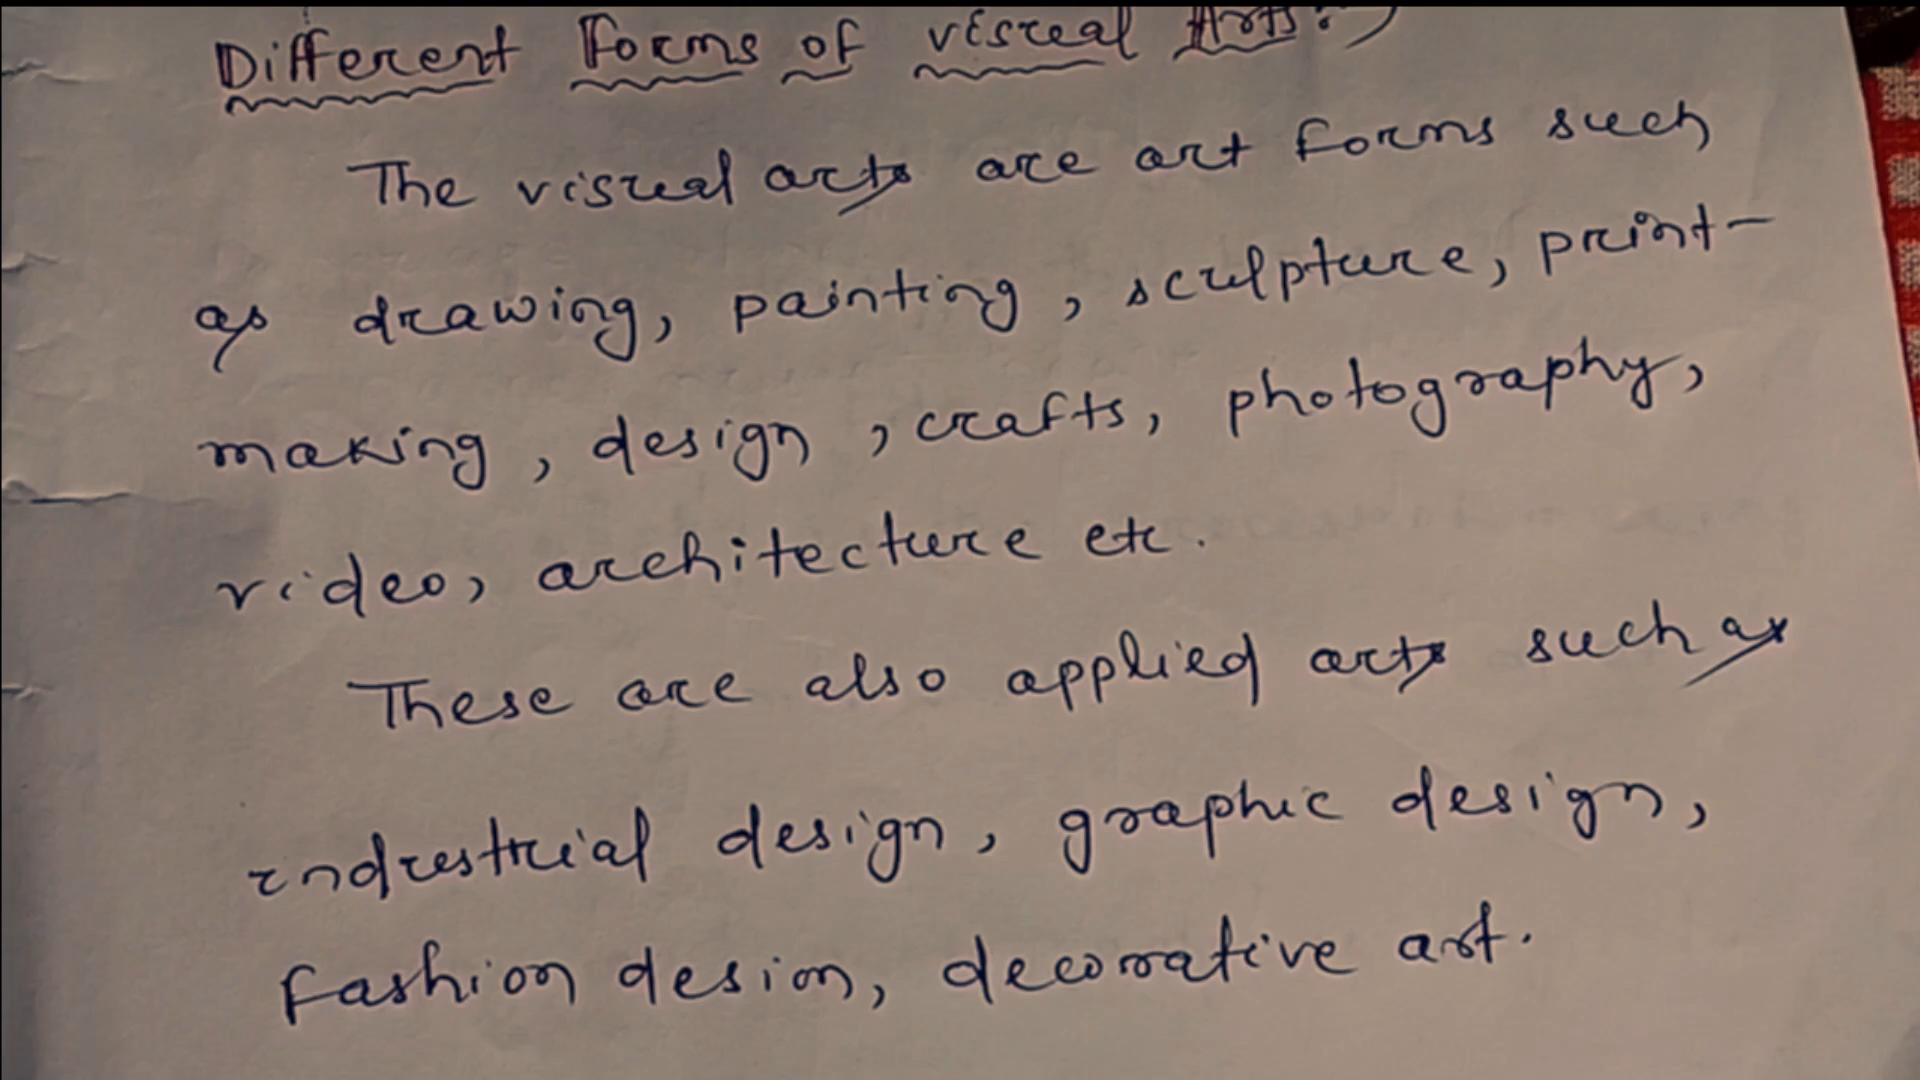 Different Forms of visual Arts:)
The visual arts are art forms such
as drawing, painting, sculpture, print-
making, design, crafts, photography,
video, architecture etc.
These are also applied arts such as
industrial design, graphic design,
fashion desion, decorative art.